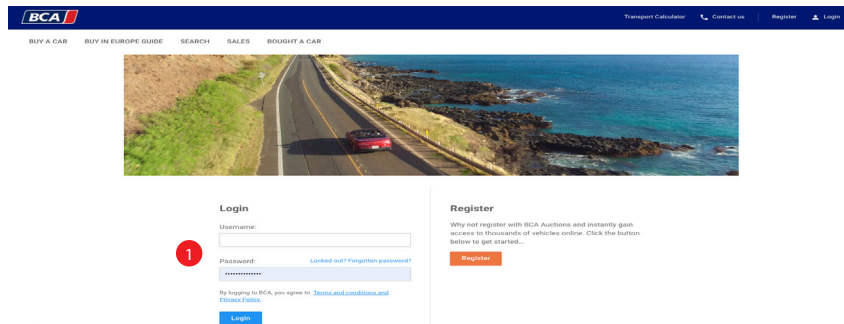 BCA
Transport Calculator Contact us Register Login
BUY A CAR BUY IN EUROPE GUIDE SEARCH SALES BOUGHT A CAR
Login
Username:
1
Password: Locked out? Forgotten password?
••••••••••••••
By logging to BCA, you agree to Terms and conditions and
Privacy Policy.
Login
Register
Why not register with BCA Auctions and instantly gain
access to thousands of vehicles online. Click the button
below to get started...
Register